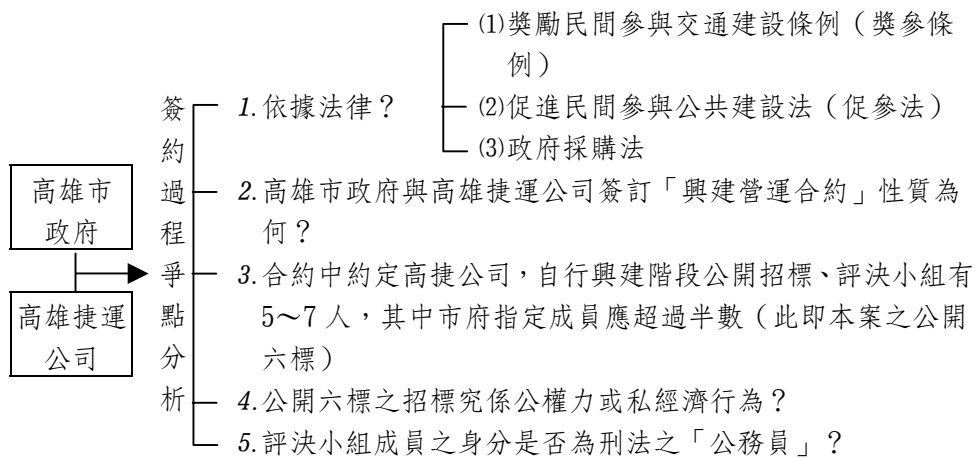 高雄市
政府
高雄捷運
公司
簽約過程爭點分析
1.依據法律？
⑴獎勵民間參與交通建設條例（獎參條
例）
⑵促進民間參與公共建設法（促參法）
⑶政府採購法
2.高雄市政府與高雄捷運公司簽訂「興建營運合約」性質為
何？
3.合約中約定高捷公司，自行興建階段公開招標、評決小組有
5～7 人，其中市府指定成員應超過半數（此即本案之公開
六標）
4.公開六標之招標究係公權力或私經濟行為？
5.評決小組成員之身分是否為刑法之「公務員」？